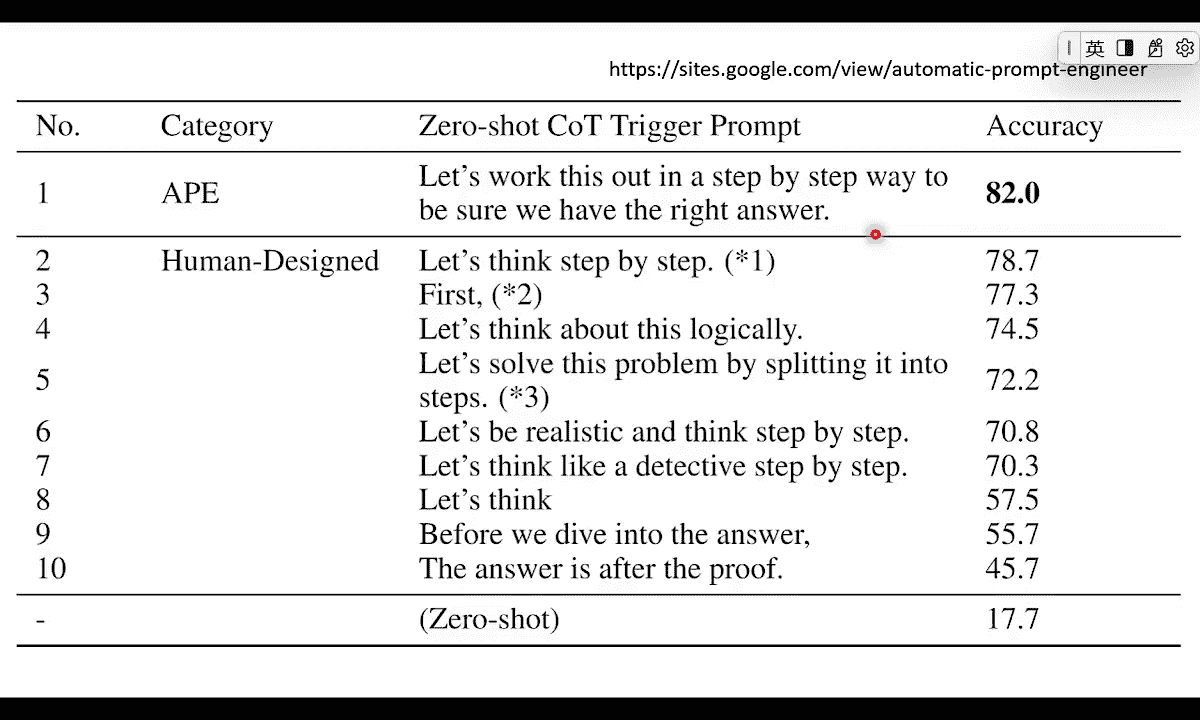 英
https://sites.google.com/view/automatic-prompt-engineer
No. Category Zero-shot CoT Trigger Prompt Accuracy
1 APE Let’s work this out in a step by step way to
be sure we have the right answer. 82.0
2 Human-Designed Let’s think step by step. (*1) 78.7
3 First, (*2) 77.3
4 Let’s think about this logically. 74.5
5 Let’s solve this problem by splitting it into
steps. (*3) 72.2
6 Let’s be realistic and think step by step. 70.8
7 Let’s think like a detective step by step. 70.3
8 Let’s think 57.5
9 Before we dive into the answer, 55.7
10 The answer is after the proof. 45.7
- (Zero-shot) 17.7